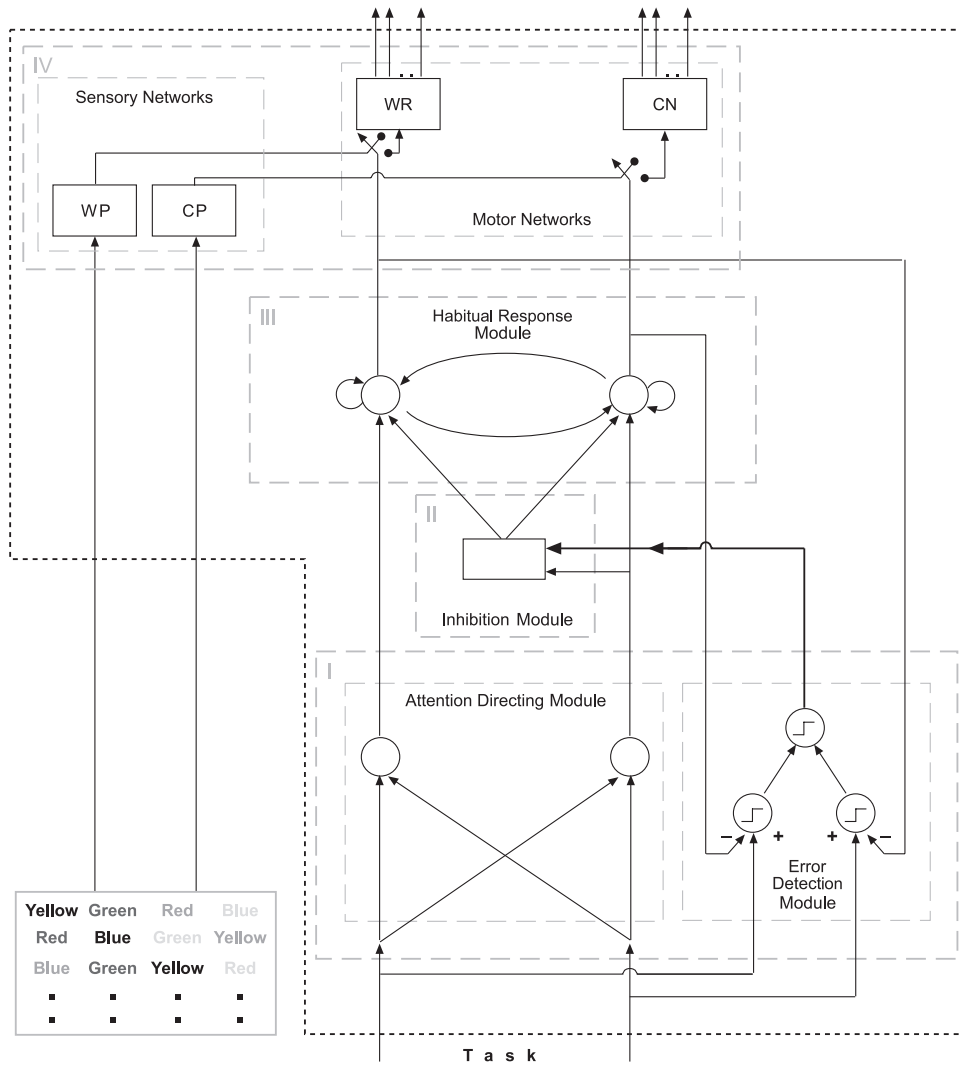 IV
Sensory Networks
WR
CN
WP
CP
Motor Networks
III
Habitual Response
Module
II
Inhibition Module
I
Attention Directing Module
− + + −
Error
Detection
Module
Yellow Green Red Blue
Red Blue Green Yellow
Blue Green Yellow Red
Task